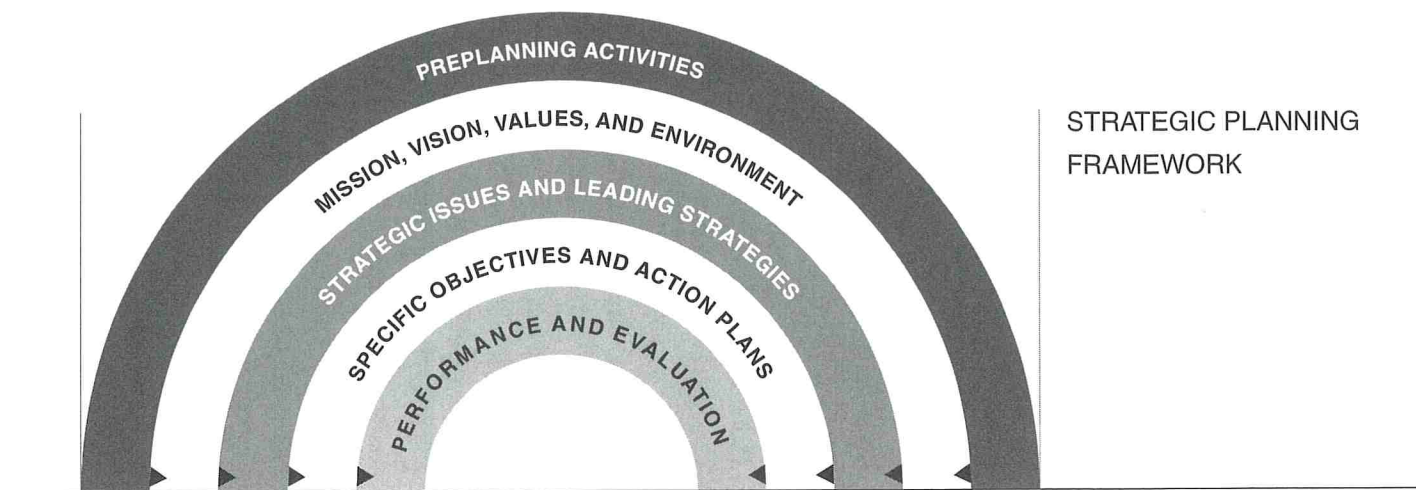 PREPLANNING ACTIVITIES
MISSION, VISION, VALUES, AND ENVIRONMENT
STRATEGIC ISSUES AND LEADING STRATEGIES
SPECIFIC OBJECTIVES AND ACTION PLANS
PERFORMANCE AND EVALUATION
STRATEGIC PLANNING
FRAMEWORK